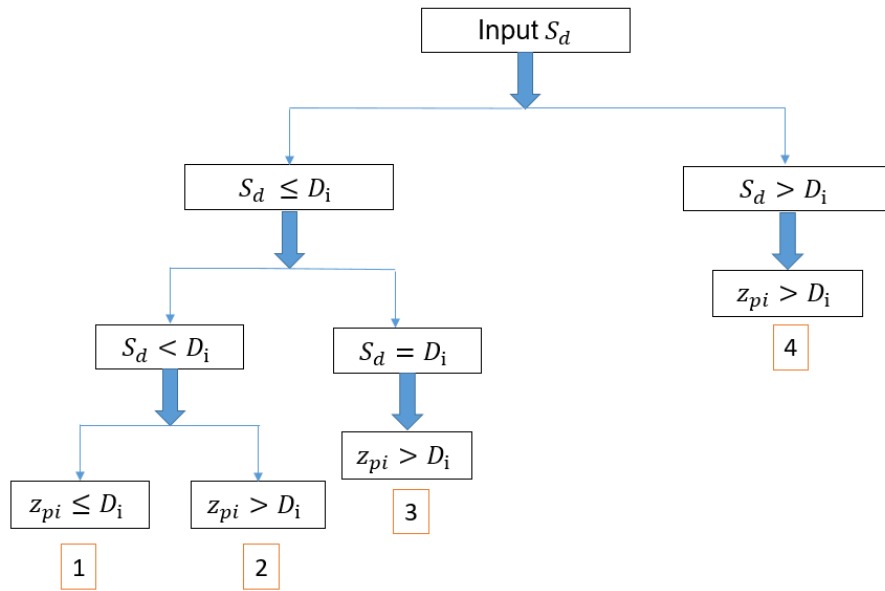 Input S_d
S_d ≤ D_i
S_d > D_i
z_pi > D_i
4
S_d < D_i
S_d = D_i
z_pi > D_i
3
z_pi ≤ D_i
z_pi > D_i
1
2